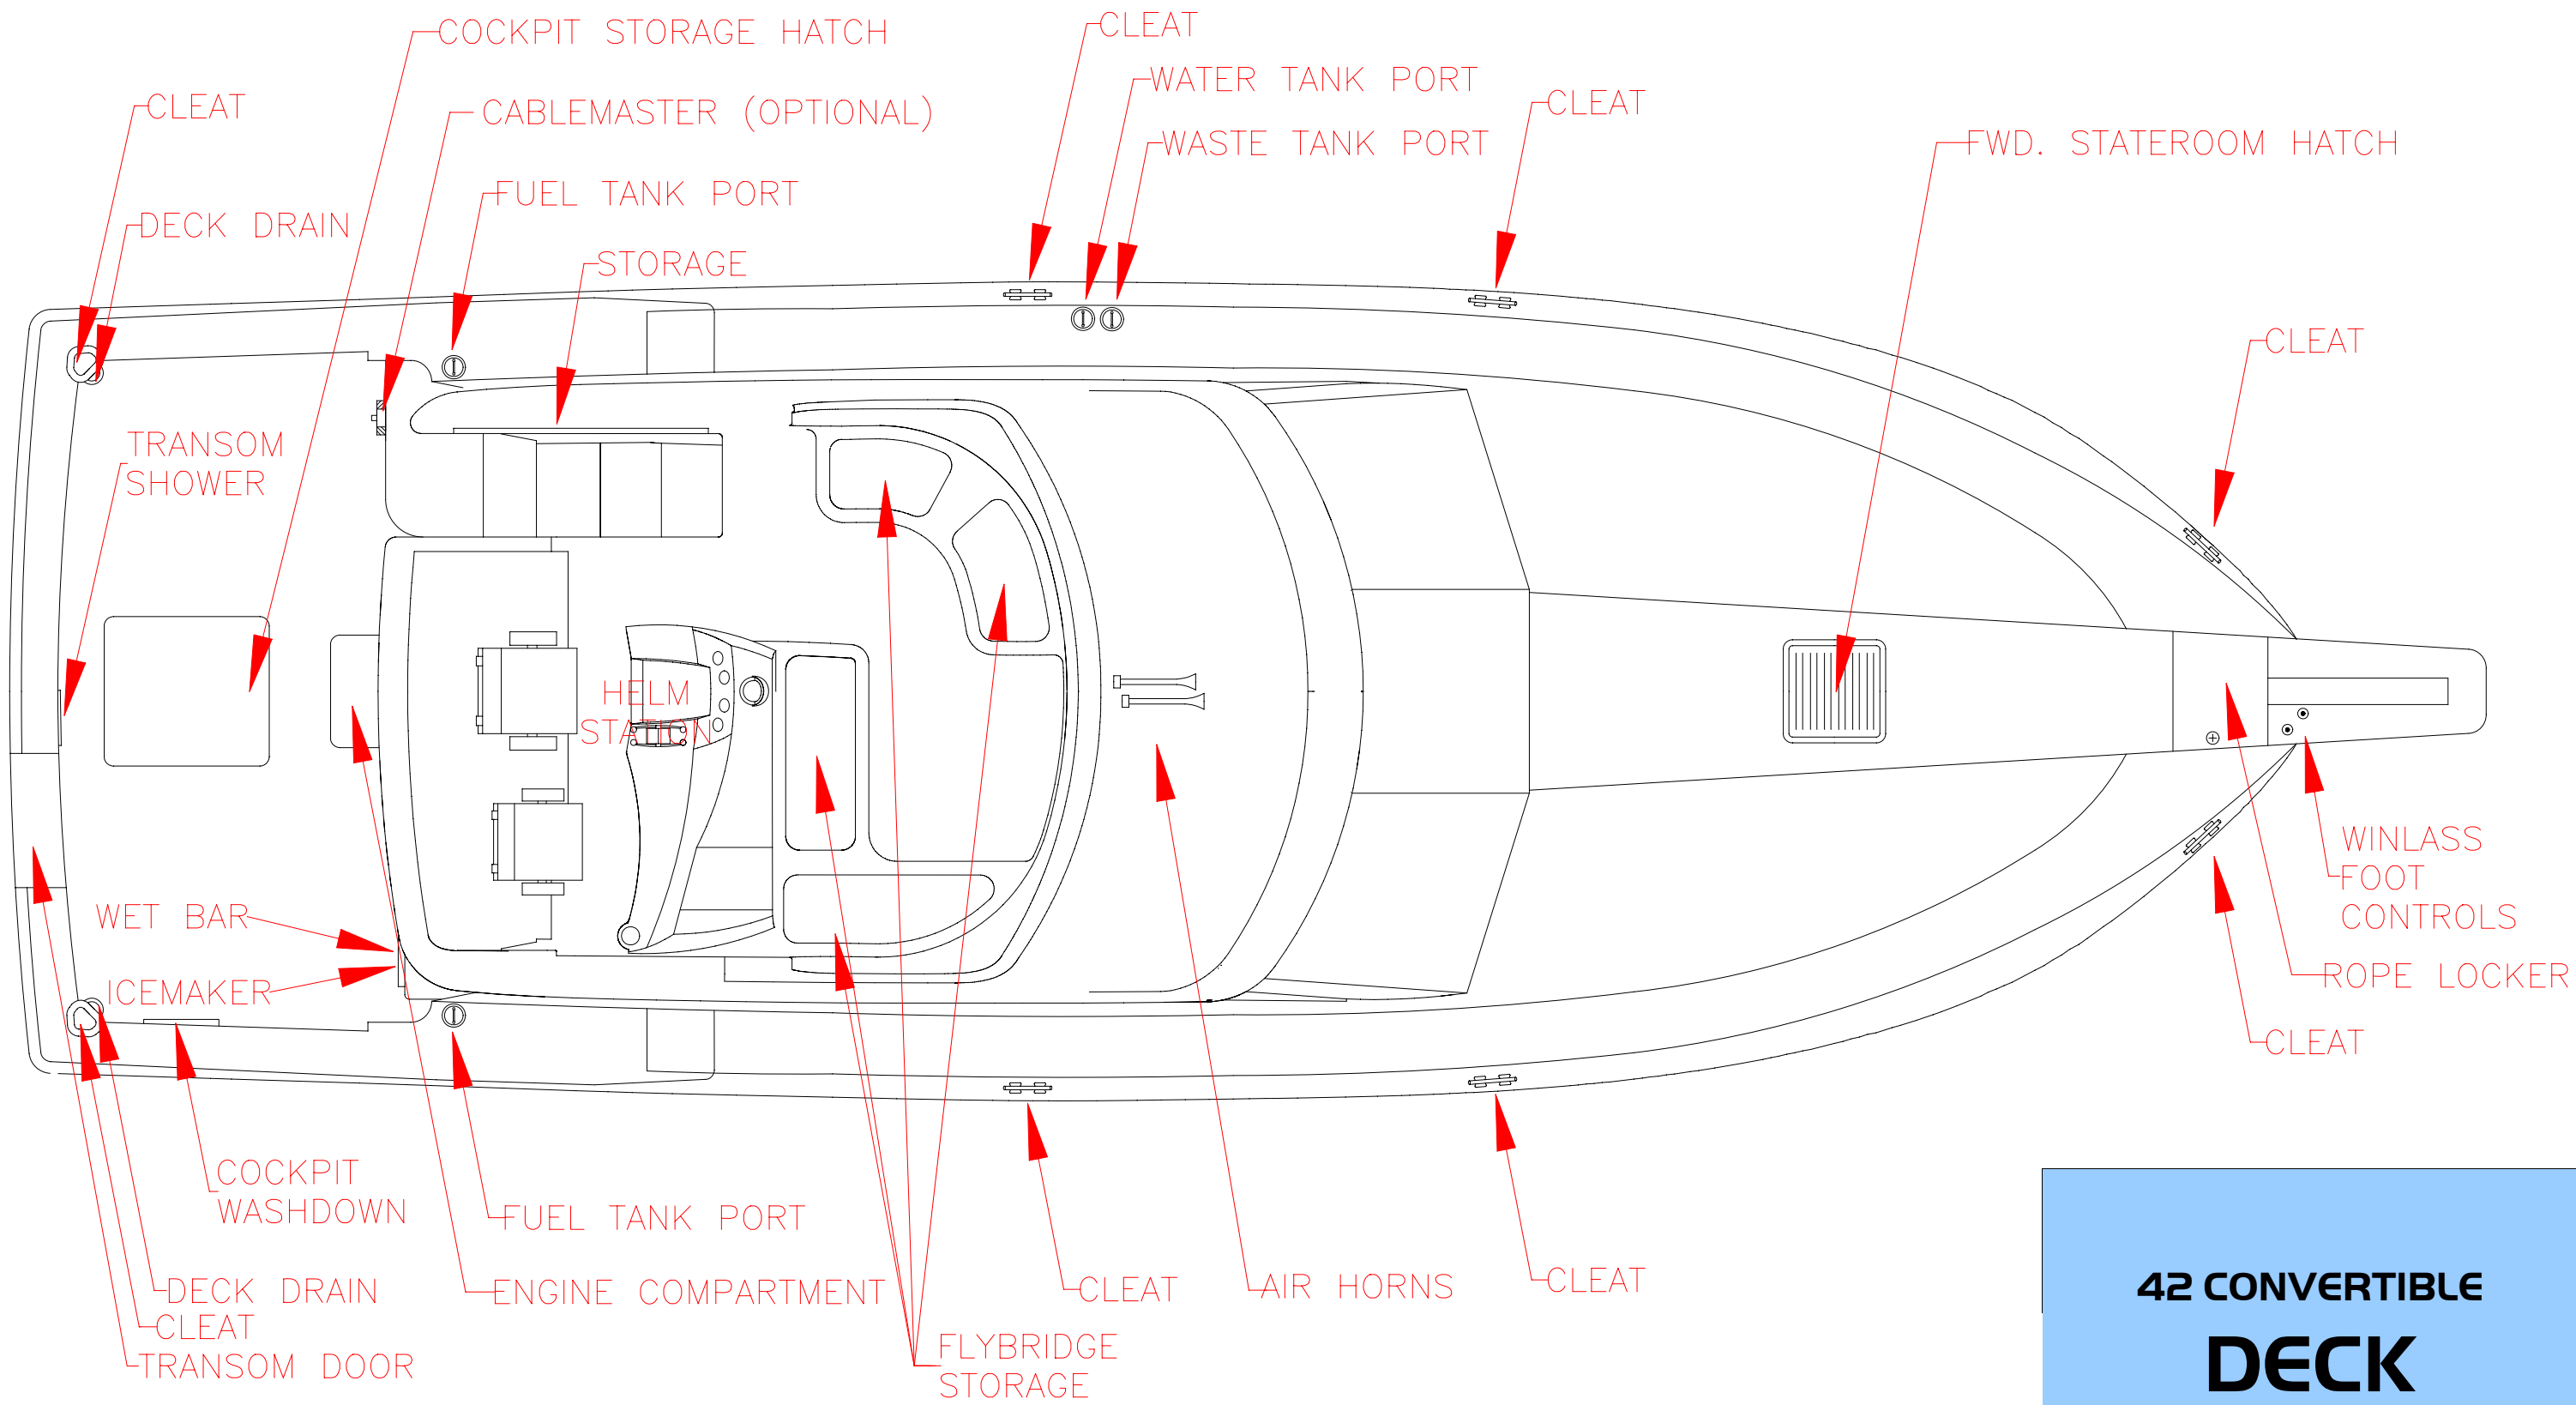 COCKPIT STORAGE HATCH
CLEAT
CLEAT
CABLEMASTER (OPTIONAL)
WATER TANK PORT
CLEAT
WASTE TANK PORT
FWD. STATEROOM HATCH
FUEL TANK PORT
DECK DRAIN
STORAGE
CLEAT
TRANSOM
SHOWER
HELM
STATION
WINLASS
FOOT
CONTROLS
WET BAR
ICEMAKER
ROPE LOCKER
CLEAT
COCKPIT
WASHDOWN
FUEL TANK PORT
DECK DRAIN
CLEAT
TRANSOM DOOR
ENGINE COMPARTMENT
CLEAT
AIR HORNS
CLEAT
FLYBRIDGE
STORAGE
42 CONVERTIBLE
DECK